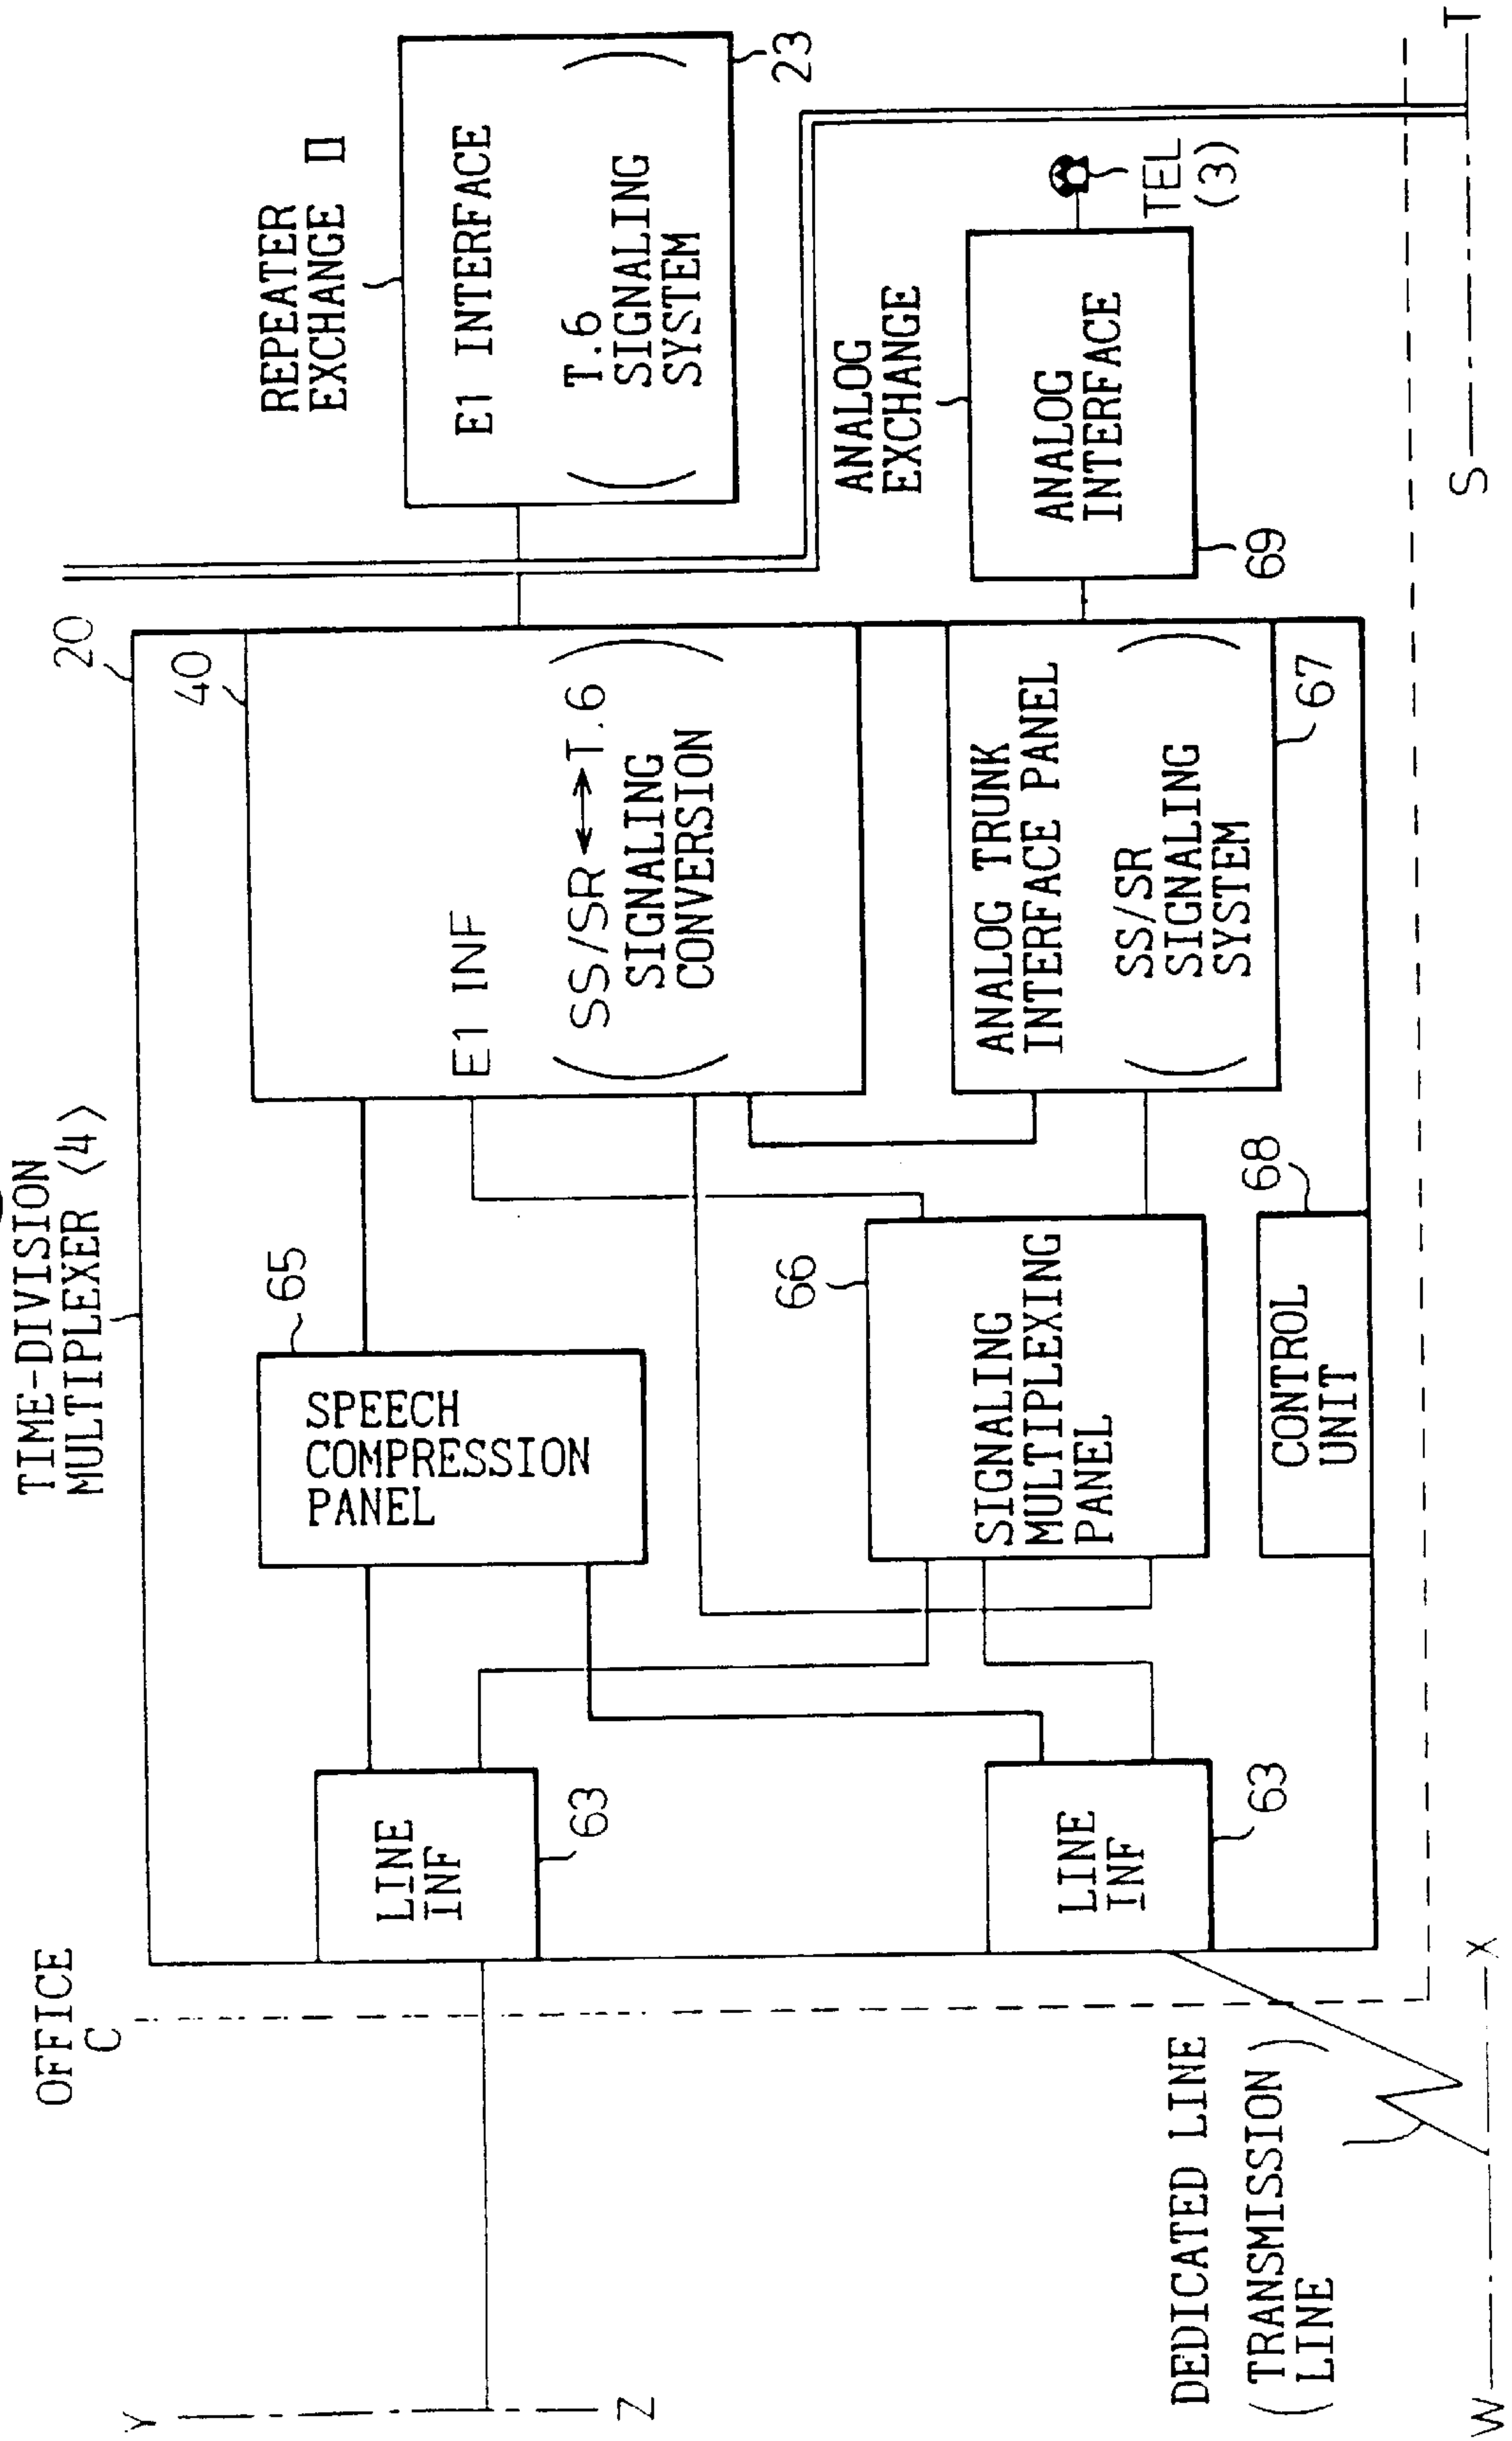 TIME-DIVISION
MULTIPLEXER <4>
OFFICE
C
20
40
REPEATER
EXCHANGE II
E1 INTERFACE
T.6
SIGNALING
SYSTEM
23
65
SPEECH
COMPRESSION
PANEL
E1 INF
SS/SR↔T.6
SIGNALING
CONVERSION
LINE
INF
63
66
SIGNALING
MULTIPLEXING
PANEL
ANALOG TRUNK
INTERFACE PANEL
SS/SR
SIGNALING
SYSTEM
67
ANALOG
EXCHANGE
ANALOG
INTERFACE
69
TEL
(3)
LINE
INF
63
68
CONTROL
UNIT
DEDICATED LINE
(TRANSMISSION)
LINE
Y
Z
W
X
S
T